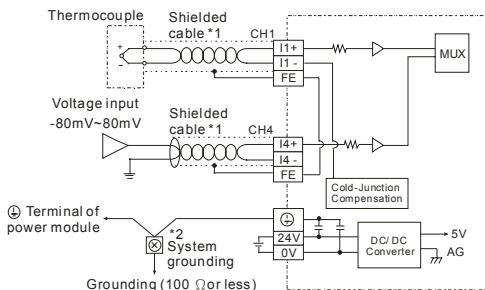 Thermocouple
Shielded
cable *1
CH1
+
-
I1+
I1 -
FE
MUX
Voltage input
-80mV~80mV
Shielded
cable *1
CH4
I4+
I4 -
FE
Cold-Junction
Compensation
Terminal of
power module
*2
System
grounding
24V
0V
DC/ DC
Converter
5V
AG
Grounding (100 Ω or less)